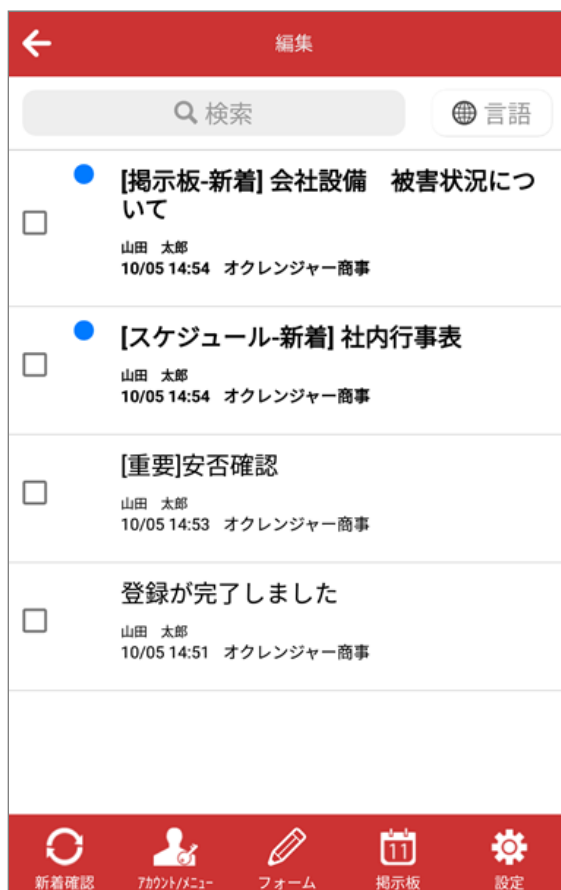 編集
検索
言語
[掲示板-新着] 会社設備　被害状況につ
いて
山田　太郎
10/05 14:54 オクレンジャー商事
[スケジュール-新着] 社内行事表
山田　太郎
10/05 14:54 オクレンジャー商事
[重要]安否確認
山田　太郎
10/05 14:53 オクレンジャー商事
登録が完了しました
山田　太郎
10/05 14:51 オクレンジャー商事
11
新着確認 ｱｶｳﾝﾄ/ﾒﾆｭｰ フォーム 掲示板 設定